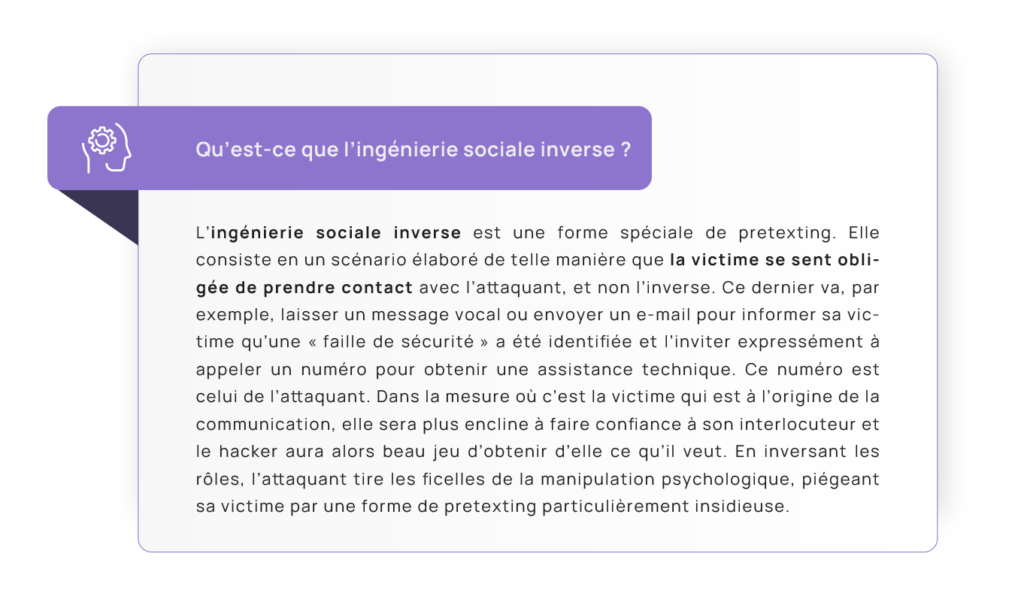 Qu’est-ce que l’ingénierie sociale inverse ?
L’ingénierie sociale inverse est une forme spéciale de pretexting. Elle
consiste en un scénario élaboré de telle manière que la victime se sent obli-
gée de prendre contact avec l’attaquant, et non l’inverse. Ce dernier va, par
exemple, laisser un message vocal ou envoyer un e-mail pour informer sa vic-
time qu’une « faille de sécurité » a été identifiée et l’inviter expressément à
appeler un numéro pour obtenir une assistance technique. Ce numéro est
celui de l’attaquant. Dans la mesure où c’est la victime qui est à l’origine de la
communication, elle sera plus encline à faire confiance à son interlocuteur et
le hacker aura alors beau jeu d’obtenir d’elle ce qu’il veut. En inversant les
rôles, l’attaquant tire les ficelles de la manipulation psychologique, piégeant
sa victime par une forme de pretexting particulièrement insidieuse.